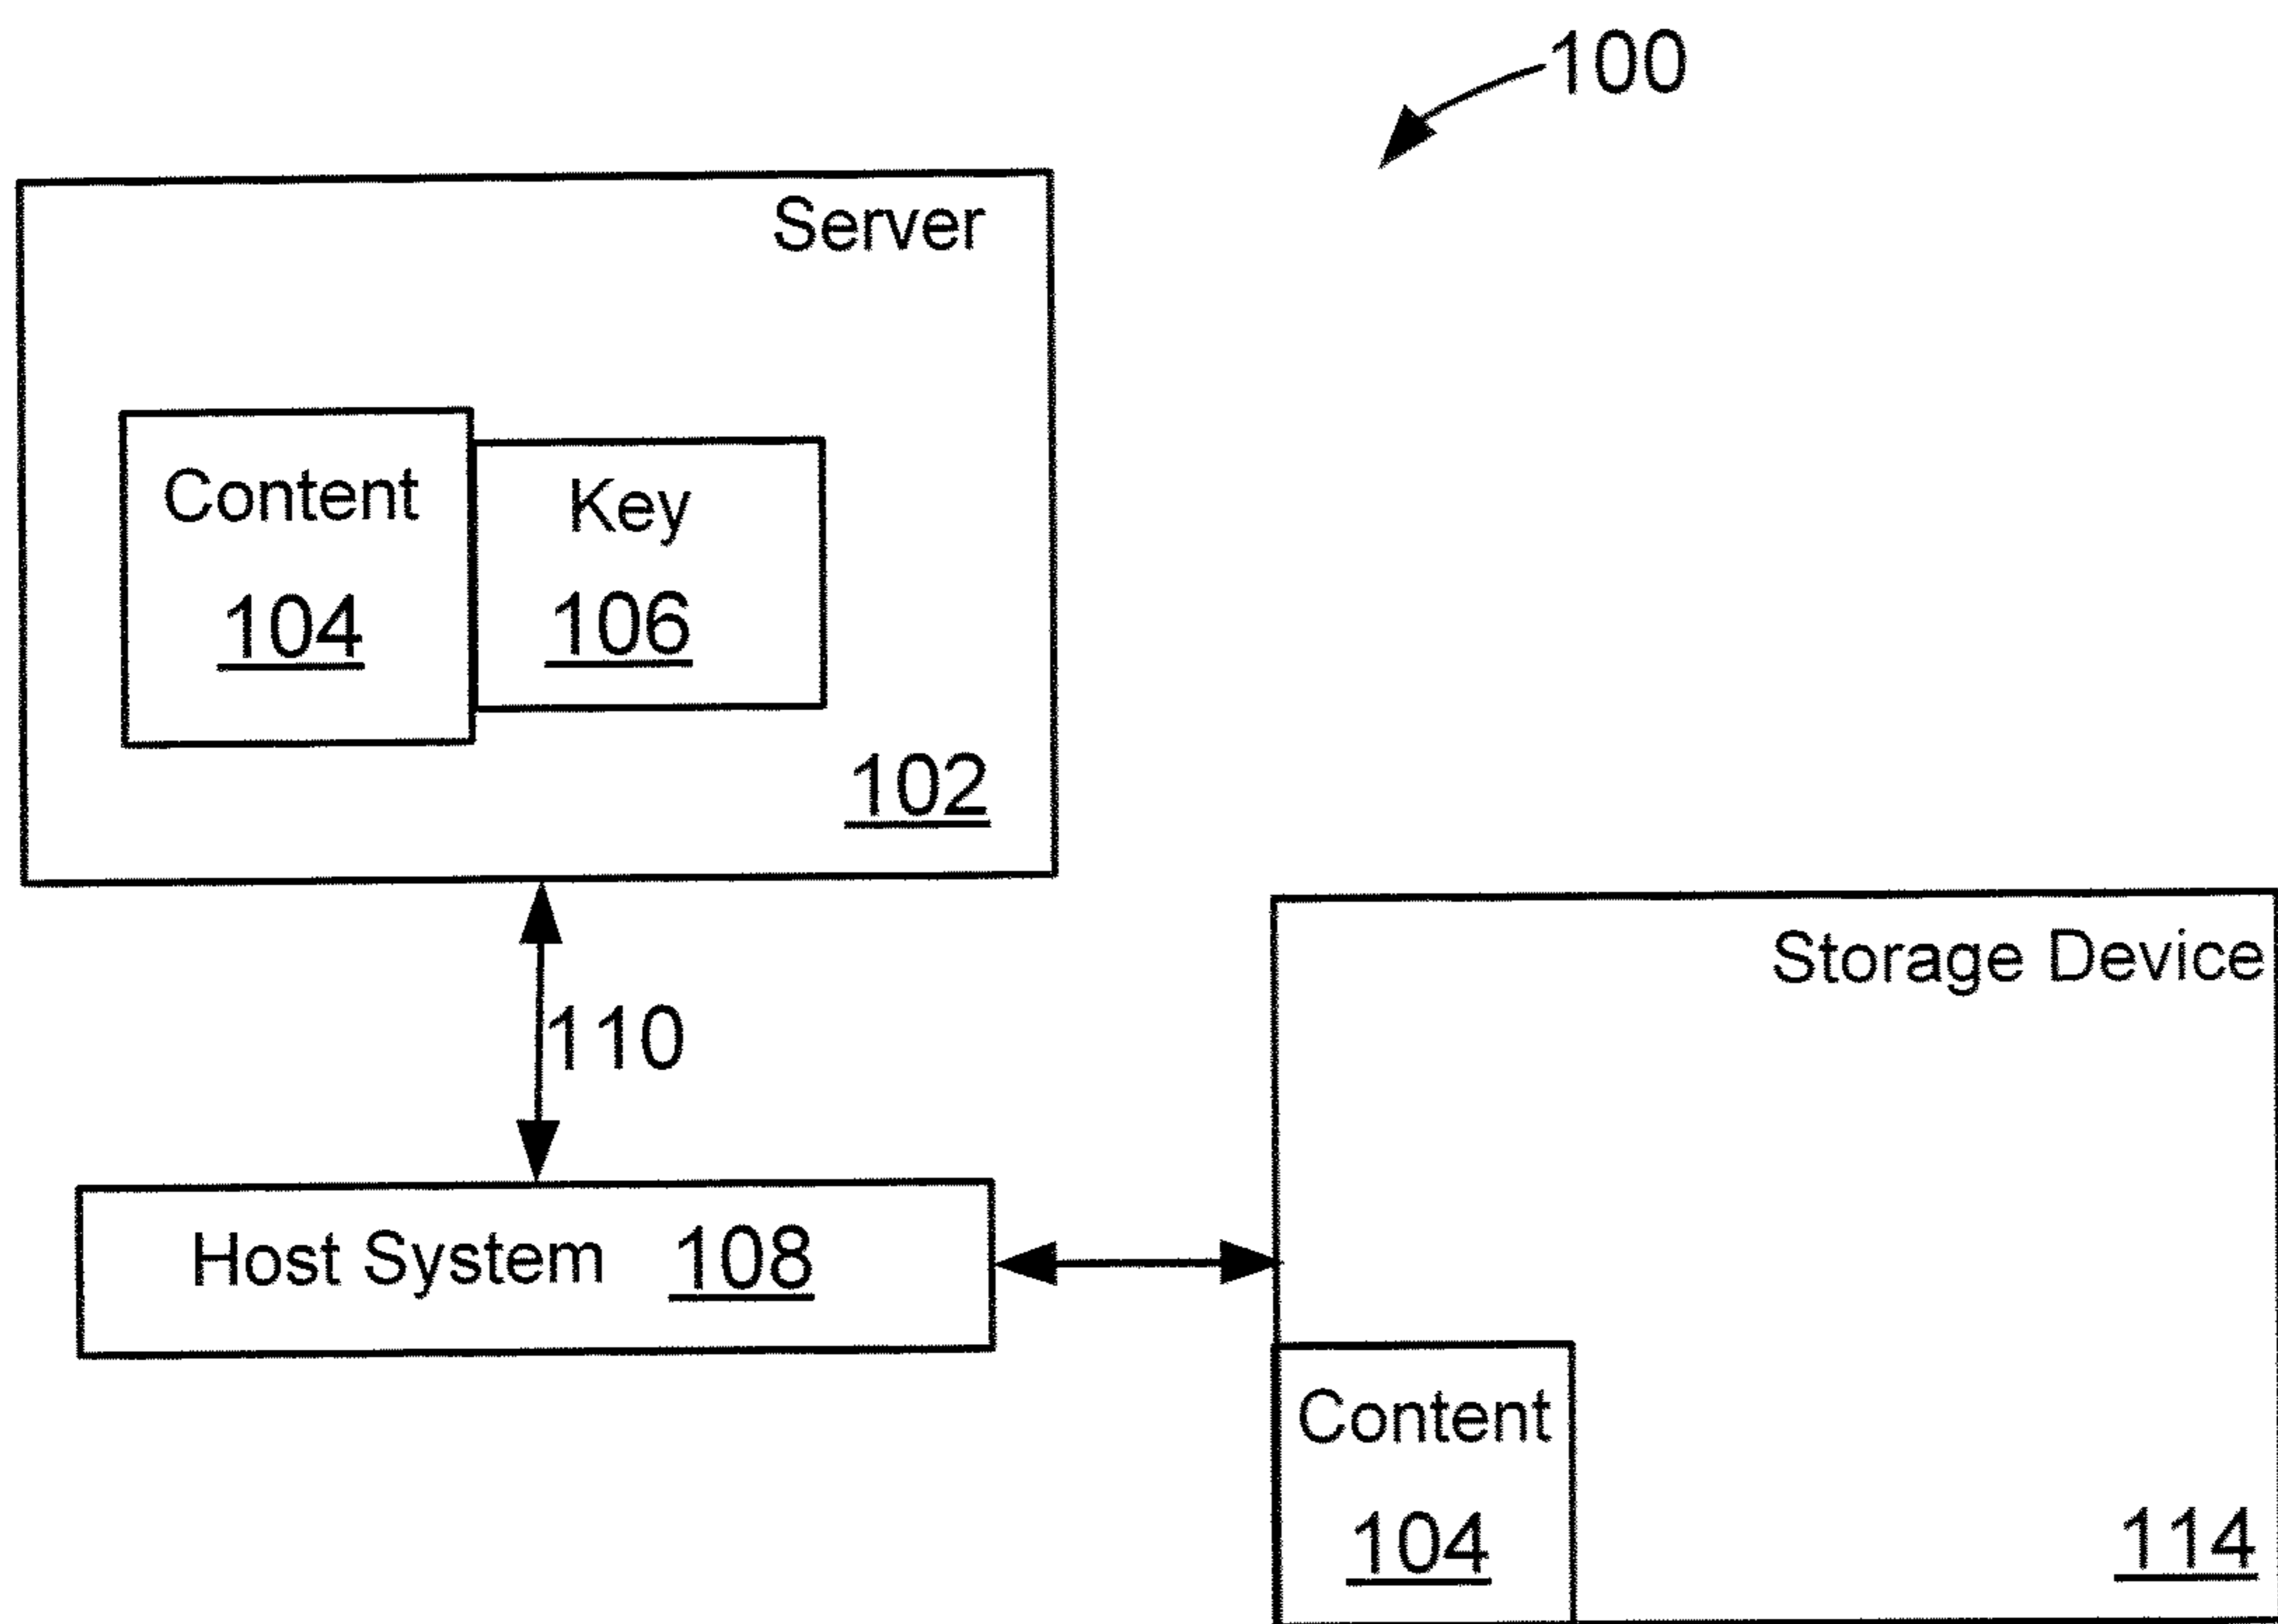 100
Server
Content
104
Key
106
102
110
Storage Device
Host System 108
Content
104
114